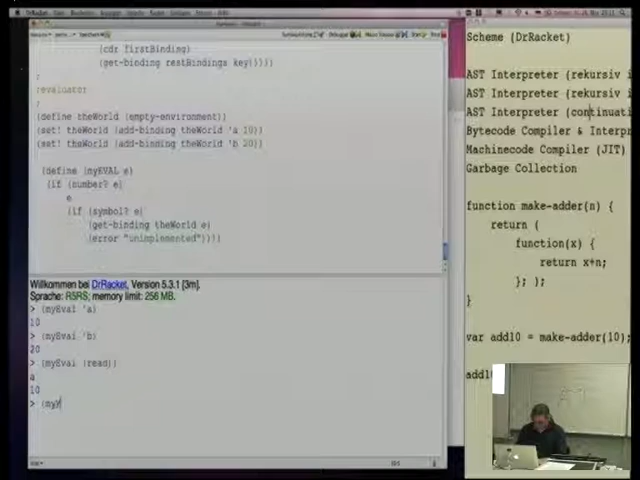 (cdr firstBinding)
(get-binding restBindings key))))
;
;evaluator
;
(define theWorld (empty-environment))
(set! theWorld (add-binding theWorld 'a 10))
(set! theWorld (add-binding theWorld 'b 20))
(define (myEVAL e)
(if (number? e)
e
(if (symbol? e)
(get-binding theWorld e)
(error "unimplemented"))))
Willkommen bei DrRacket, Version 5.3.1 [3m].
Sprache: R5RS; memory limit: 256 MB.
> (myEval 'a)
10
> (myEval 'b)
20
> (myEval (read))
a
10
> (my
Scheme (DrRacket)
AST Interpreter (rekursiv i
AST Interpreter (rekursiv i
AST Interpreter (continuati
Bytecode Compiler & Interpr
Machinecode Compiler (JIT)
Garbage Collection
function make-adder(n) {
return (
function(x) {
return x+n;
}; );
}
var add10 = make-adder(10);
add1